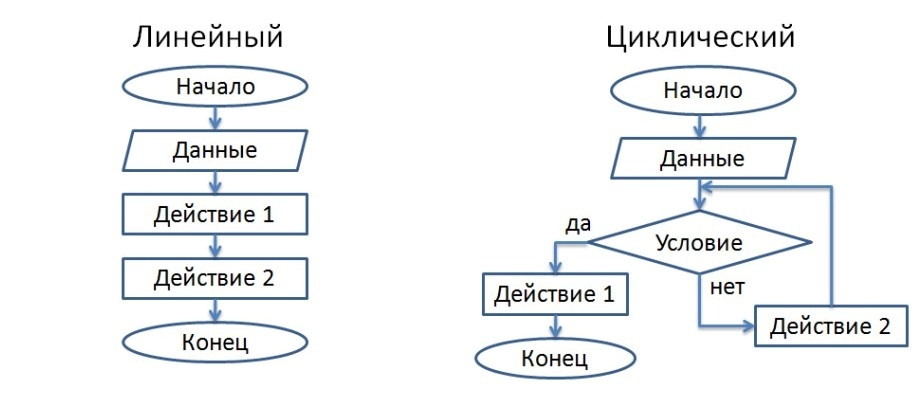 Линейный
Начало
Данные
Действие 1
Действие 2
Конец
Циклический
Начало
Данные
Условие
да
нет
Действие 1
Действие 2
Конец